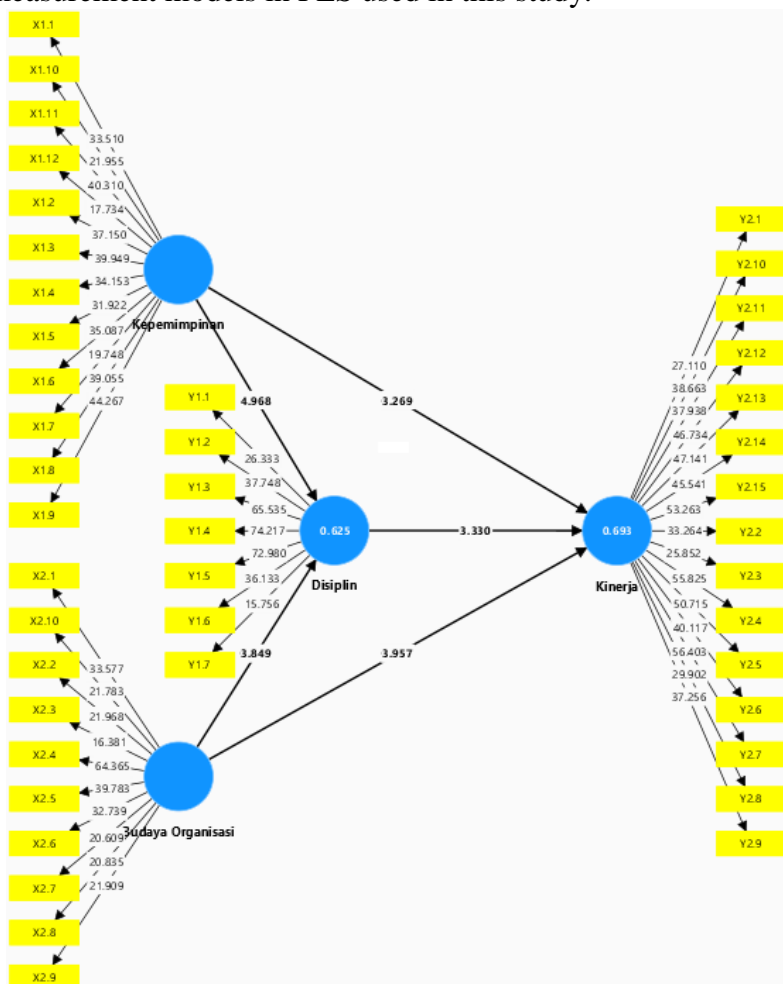 measurement models in PLS used in this study.
X1.1
X1.10
X1.11
X1.12
X1.2
X1.3
X1.4
X1.5
X1.6
X1.7
X1.8
X1.9
33.510
21.955
40.310
17.734
37.150
39.949
34.153
31.922
35.087
19.748
39.055
44.267
Kepemimpinan
4.968
3.269
Y1.1
Y1.2
Y1.3
Y1.4
Y1.5
Y1.6
Y1.7
26.333
37.748
65.535
74.217
72.980
36.133
15.756
0.625
Disiplin
3.330
0.693
Kinerja
3.849
3.957
X2.1
X2.10
X2.2
X2.3
X2.4
X2.5
X2.6
X2.7
X2.8
X2.9
33.577
21.783
21.968
16.381
64.365
39.783
32.739
20.609
20.835
21.909
Budaya Organisasi
27.110
38.663
37.938
46.734
47.141
45.541
53.263
33.264
25.852
55.825
50.715
40.117
56.403
29.902
37.256
Y2.1
Y2.10
Y2.11
Y2.12
Y2.13
Y2.14
Y2.15
Y2.2
Y2.3
Y2.4
Y2.5
Y2.6
Y2.7
Y2.8
Y2.9